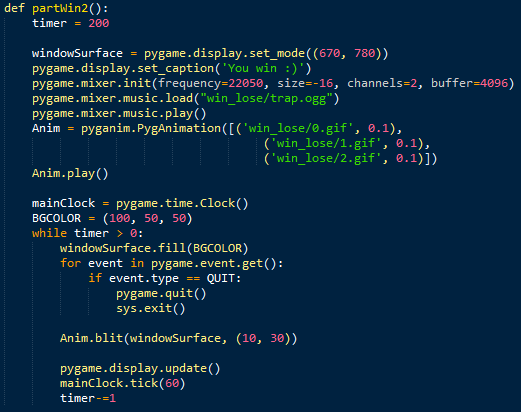 def partWin2():
    timer = 200

    windowSurface = pygame.display.set_mode((670, 780))
    pygame.display.set_caption('You win :)')
    pygame.mixer.init(frequency=22050, size=-16, channels=2, buffer=4096)
    pygame.mixer.music.load("win_lose/trap.ogg")
    pygame.mixer.music.play()
    Anim = pyganim.PygAnimation([('win_lose/0.gif', 0.1),
                                 ('win_lose/1.gif', 0.1),
                                 ('win_lose/2.gif', 0.1)])
    Anim.play()

    mainClock = pygame.time.Clock()
    BGCOLOR = (100, 50, 50)
    while timer > 0:
        windowSurface.fill(BGCOLOR)
        for event in pygame.event.get():
            if event.type == QUIT:
                pygame.quit()
                sys.exit()

        Anim.blit(windowSurface, (10, 30))

        pygame.display.update()
        mainClock.tick(60)
        timer-=1